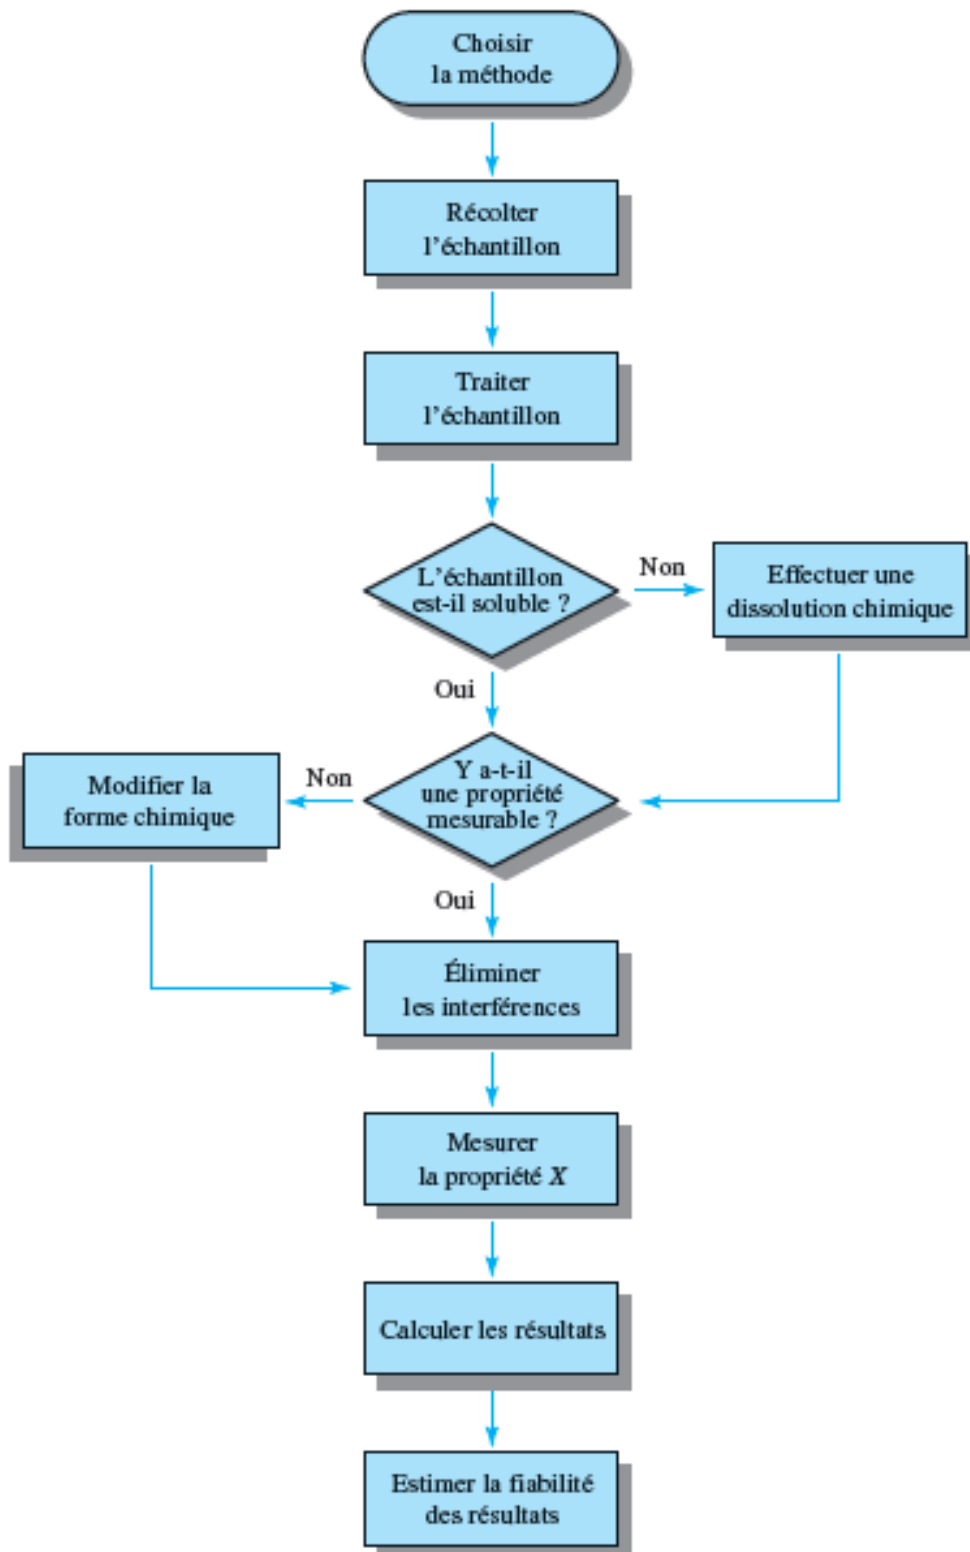 Choisir
la méthode
Récolter
l’échantillon
Traiter
l’échantillon
L’échantillon
est-il soluble ?
Non
Effectuer une
dissolution chimique
Oui
Y a-t-il
une propriété
mesurable ?
Non
Modifier la
forme chimique
Oui
Éliminer
les interférences
Mesurer
la propriété X
Calculer les résultats
Estimer la fiabilité
des résultats